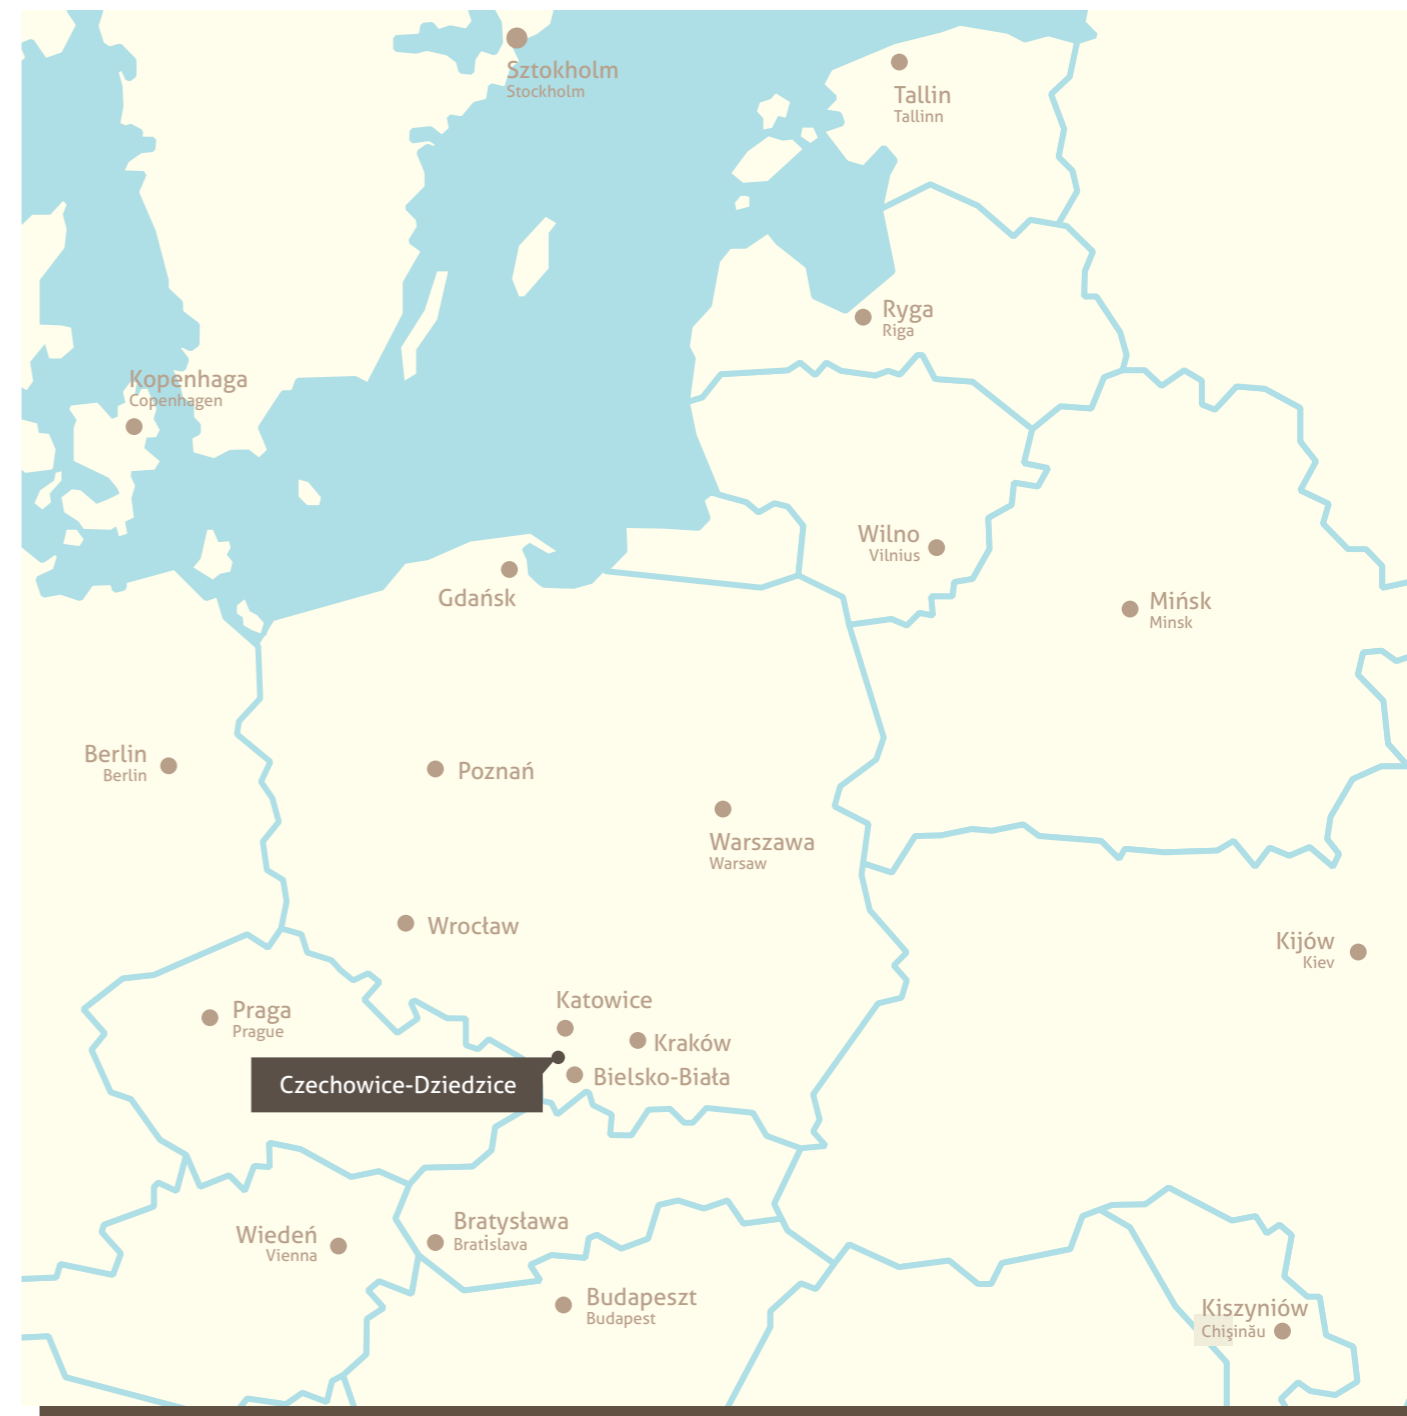 Sztokholm
Stockholm
Tallin
Tallinn
Ryga
Riga
Kopenhaga
Copenhagen
Wilno
Vilnius
Gdańsk
Mińsk
Minsk
Berlin
Berlin
Poznań
Warszawa
Warsaw
Wrocław
Kijów
Kiev
Katowice
Praga
Prague
Kraków
Bielsko-Biała
Czechowice-Dziedzice
Bratysława
Bratislava
Wiedeń
Vienna
Budapeszt
Budapest
Kiszyniów
Chişinău